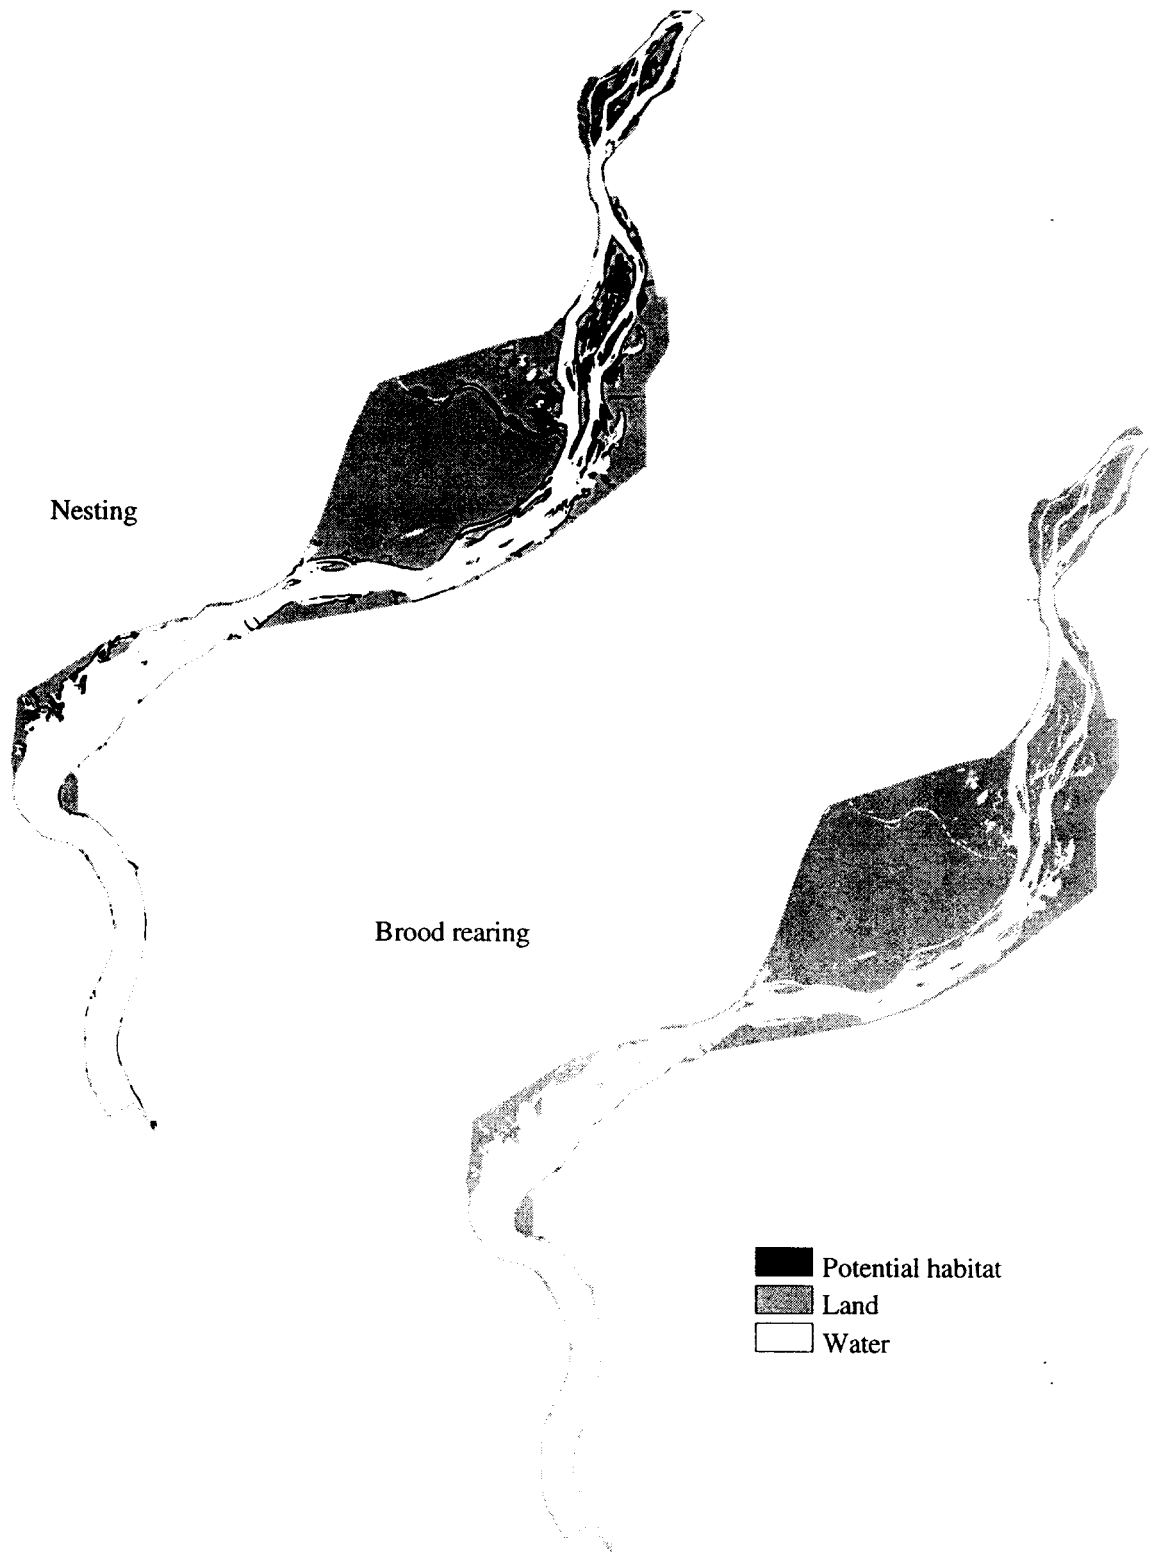 Nesting
Brood rearing
Potential habitat
Land
Water